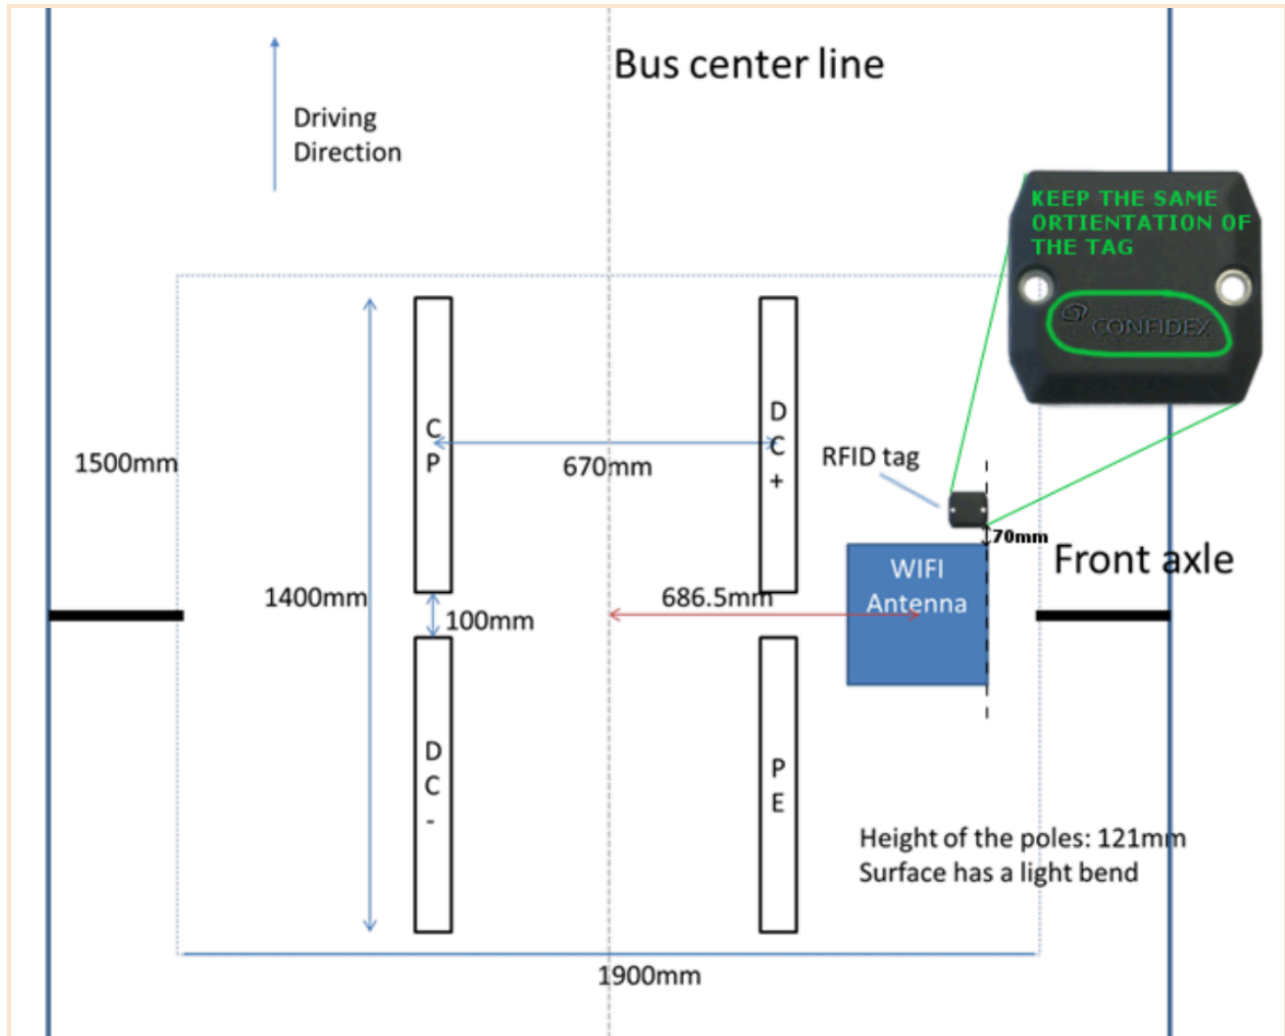 Bus center line
Driving
Direction
KEEP THE SAME
ORTIENTATION OF
THE TAG
CONFIDEX
C
P
D
C
+
1500mm
670mm
RFID tag
70mm
Front axle
WIFI
Antenna
1400mm
686.5mm
100mm
D
C
-
P
E
Height of the poles: 121mm
Surface has a light bend
1900mm